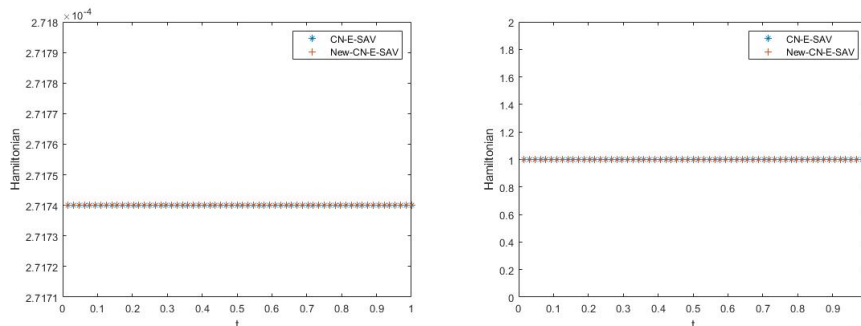 ×10⁻⁴
2.718
2.7179
2.7178
2.7177
2.7176
2.7175
2.7174
2.7173
2.7172
2.7171
Hamiltonian
CN-E-SAV
New-CN-E-SAV
0 0.1 0.2 0.3 0.4 0.5 0.6 0.7 0.8 0.9 1
t
2
1.8
1.6
1.4
1.2
1
0.8
0.6
0.4
0.2
0
Hamiltonian
CN-E-SAV
New-CN-E-SAV
0 0.1 0.2 0.3 0.4 0.5 0.6 0.7 0.8 0.9
t